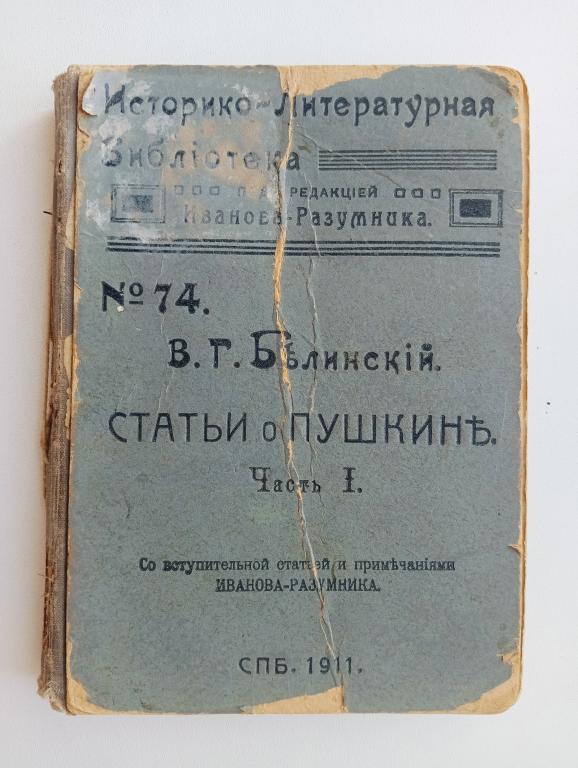 Историко-Литературная
Библіотека
ПОДЪ РЕДАКЦІЕЙ
Иванова-Разумника.
№ 74.
В. Г. Бѣлинскій.
СТАТЬИ о ПУШКИНѢ.
Часть I.
Со вступительной статьей и примѣчаніями
ИВАНОВА-РАЗУМНИКА.
СПБ. 1911.